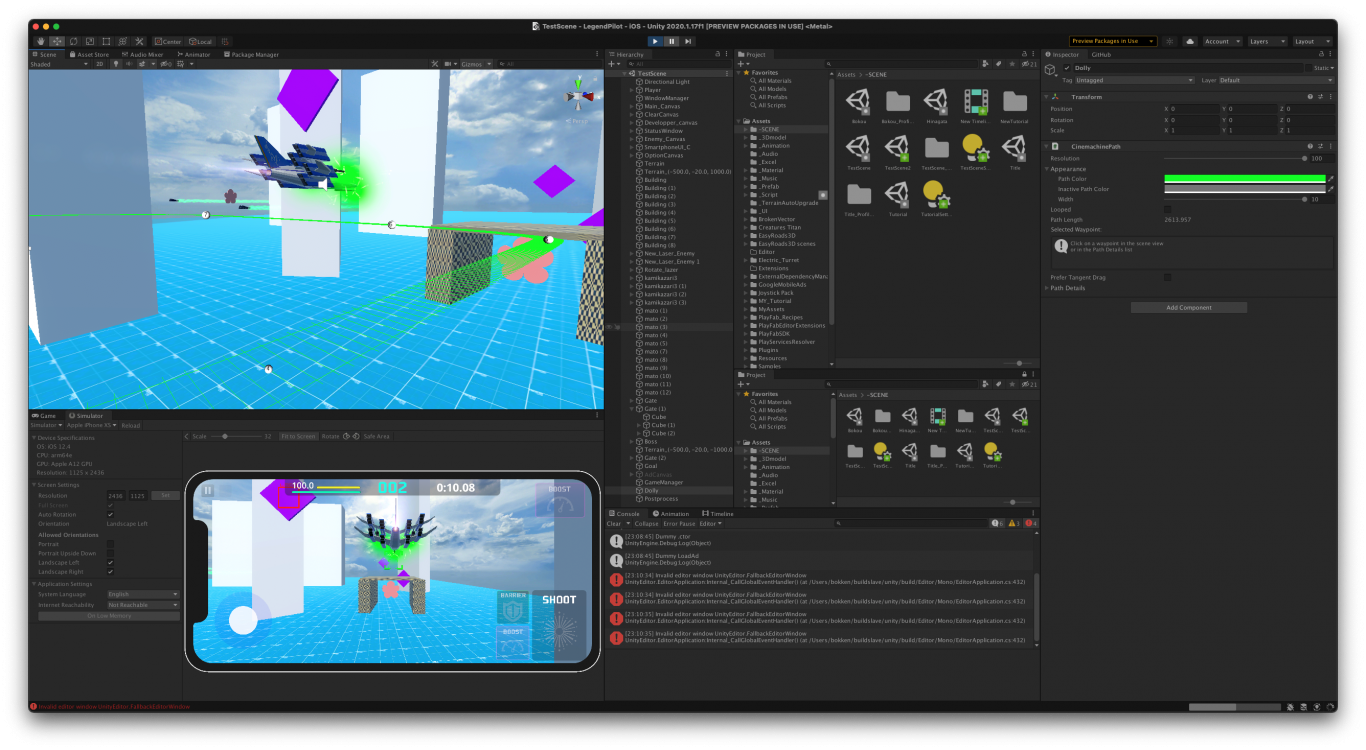 TestScene - LegendPilot - iOS - Unity 2020.1.17f1 [PREVIEW PACKAGES IN USE] <Metal>
Center Local
Preview Packages in Use Account Layers Layout
Scene Asset Store Audio Mixer Animator Package Manager
Shaded 2D Gizmos All
Persp
Hierarchy
All
TestScene
Directional Light
Player
WindowManager
Main_Canvas
ClearCanvas
Developper_canvas
StatusWindow
Enemy_Canvas
SmartphoneUI_C
OptionCanvas
Terrain
Terrain_(-500.0, -20.0, 1000.0)
Building
Building (1)
Building (2)
Building (3)
Building (4)
Building (5)
Building (6)
Building (7)
Building (8)
New_Laser_Enemy
New_Laser_Enemy 1
Rotate_lazer
kamikazari3
kamikazari3 (1)
kamikazari3 (2)
kamikazari3 (3)
mato (1)
mato (2)
mato (3)
mato (4)
mato (5)
mato (7)
mato (8)
mato (9)
mato (10)
mato (11)
mato (12)
Gate
Gate (1)
Cube
Cube (1)
Cube (2)
Boss
Terrain_(-500.0, -20.0, -1000.0)
Gate (2)
Goal
AdCanvas
GameManager
Dolly
Postprocess
Project
21
Favorites
All Materials
All Models
All Prefabs
All Scripts
Assets
-SCENE
_3Dmodel
_Animation
_Audio
_Excel
_Material
_Music
_Prefab
_Script
_TerrainAutoUpgrade
_UI
BrokenVector
Creatures Titan
EasyRoads3D
EasyRoads3D scenes
Editor
Electric_Turret
Extensions
ExternalDependencyMana
GoogleMobileAds
Joystick Pack
MY_Tutorial
MyAssets
PlayFab_Recipes
PlayFabEditorExtensions
PlayFabSDK
PlayServicesResolver
Plugins
Resources
Samples
Assets > -SCENE
Bokou Bokou_Profi... Hinagata New Timeli... NewTutorial
TestScene TestScene2 TestScene_... TestSceneS... Title
Title_Profil... Tutorial TutorialSett...
Project
21
Favorites
All Materials
All Models
All Prefabs
All Scripts
Assets
-SCENE
_3Dmodel
_Animation
_Audio
_Excel
_Material
_Music
Assets > -SCENE
Bokou Bokou... Hinaga... New T... NewTu... TestSc... TestSc...
TestSc... TestSc... Title Title_P... Tutori... Tutori...
Inspector GitHub
Dolly Static
Tag Untagged Layer Default
Transform
Position X 0 Y 0 Z 0
Rotation X 0 Y 0 Z 0
Scale X 1 Y 1 Z 1
CinemachinePath
Resolution 100
Appearance
Path Color
Inactive Path Color
Width 10
Looped
Path Length 2613.957
Selected Waypoint:
Click on a waypoint in the scene view
or in the Path Details list
Prefer Tangent Drag
Path Details
Add Component
Game Simulator
Simulator Apple iPhone XS Reload
Scale 32 Fit to Screen Rotate Safe Area
Device Specifications
OS: iOS 12.4
CPU: arm64e
GPU: Apple A12 GPU
Resolution: 1125 x 2436
Screen Settings
Resolution 2436 1125 Set
Full Screen
Auto Rotation
Orientation Landscape Left
Allowed Orientations
Portrait
Portrait Upside Down
Landscape Left
Landscape Right
Application Settings
System Language English
Internet Reachability Not Reachable
On Low Memory
100.0 002 0:10.08
BOOST
BARRIER
SHOOT
BOOST
Console Animation Timeline
Clear Collapse Error Pause Editor 6 3 4
[23:08:45] Dummy .ctor
UnityEngine.Debug:Log(Object)
[23:08:45] Dummy LoadAd
UnityEngine.Debug:Log(Object)
[23:10:34] Invalid editor window UnityEditor.FallbackEditorWindow
UnityEditor.EditorApplication:Internal_CallGlobalEventHandler() (at /Users/bokken/buildslave/unity/build/Editor/Mono/EditorApplication.cs:432)
[23:10:34] Invalid editor window UnityEditor.FallbackEditorWindow
UnityEditor.EditorApplication:Internal_CallGlobalEventHandler() (at /Users/bokken/buildslave/unity/build/Editor/Mono/EditorApplication.cs:432)
[23:10:35] Invalid editor window UnityEditor.FallbackEditorWindow
UnityEditor.EditorApplication:Internal_CallGlobalEventHandler() (at /Users/bokken/buildslave/unity/build/Editor/Mono/EditorApplication.cs:432)
[23:10:35] Invalid editor window UnityEditor.FallbackEditorWindow
UnityEditor.EditorApplication:Internal_CallGlobalEventHandler() (at /Users/bokken/buildslave/unity/build/Editor/Mono/EditorApplication.cs:432)
Invalid editor window UnityEditor.FallbackEditorWindow